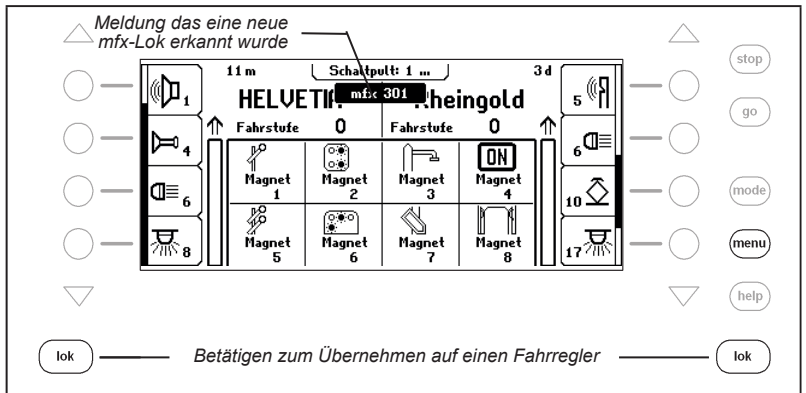 Meldung das eine neue
mfx-Lok erkannt wurde
11 m Schaltpult: 1 ... 3 d
mfx 301
HELVETIA Rheingold
Fahrstufe 0 Fahrstufe 0
1
4
6
8
5
6
10
17
ON
Magnet 1
Magnet 2
Magnet 3
Magnet 4
Magnet 5
Magnet 6
Magnet 7
Magnet 8
stop
go
mode
menu
help
lok
Betätigen zum Übernehmen auf einen Fahrregler
lok